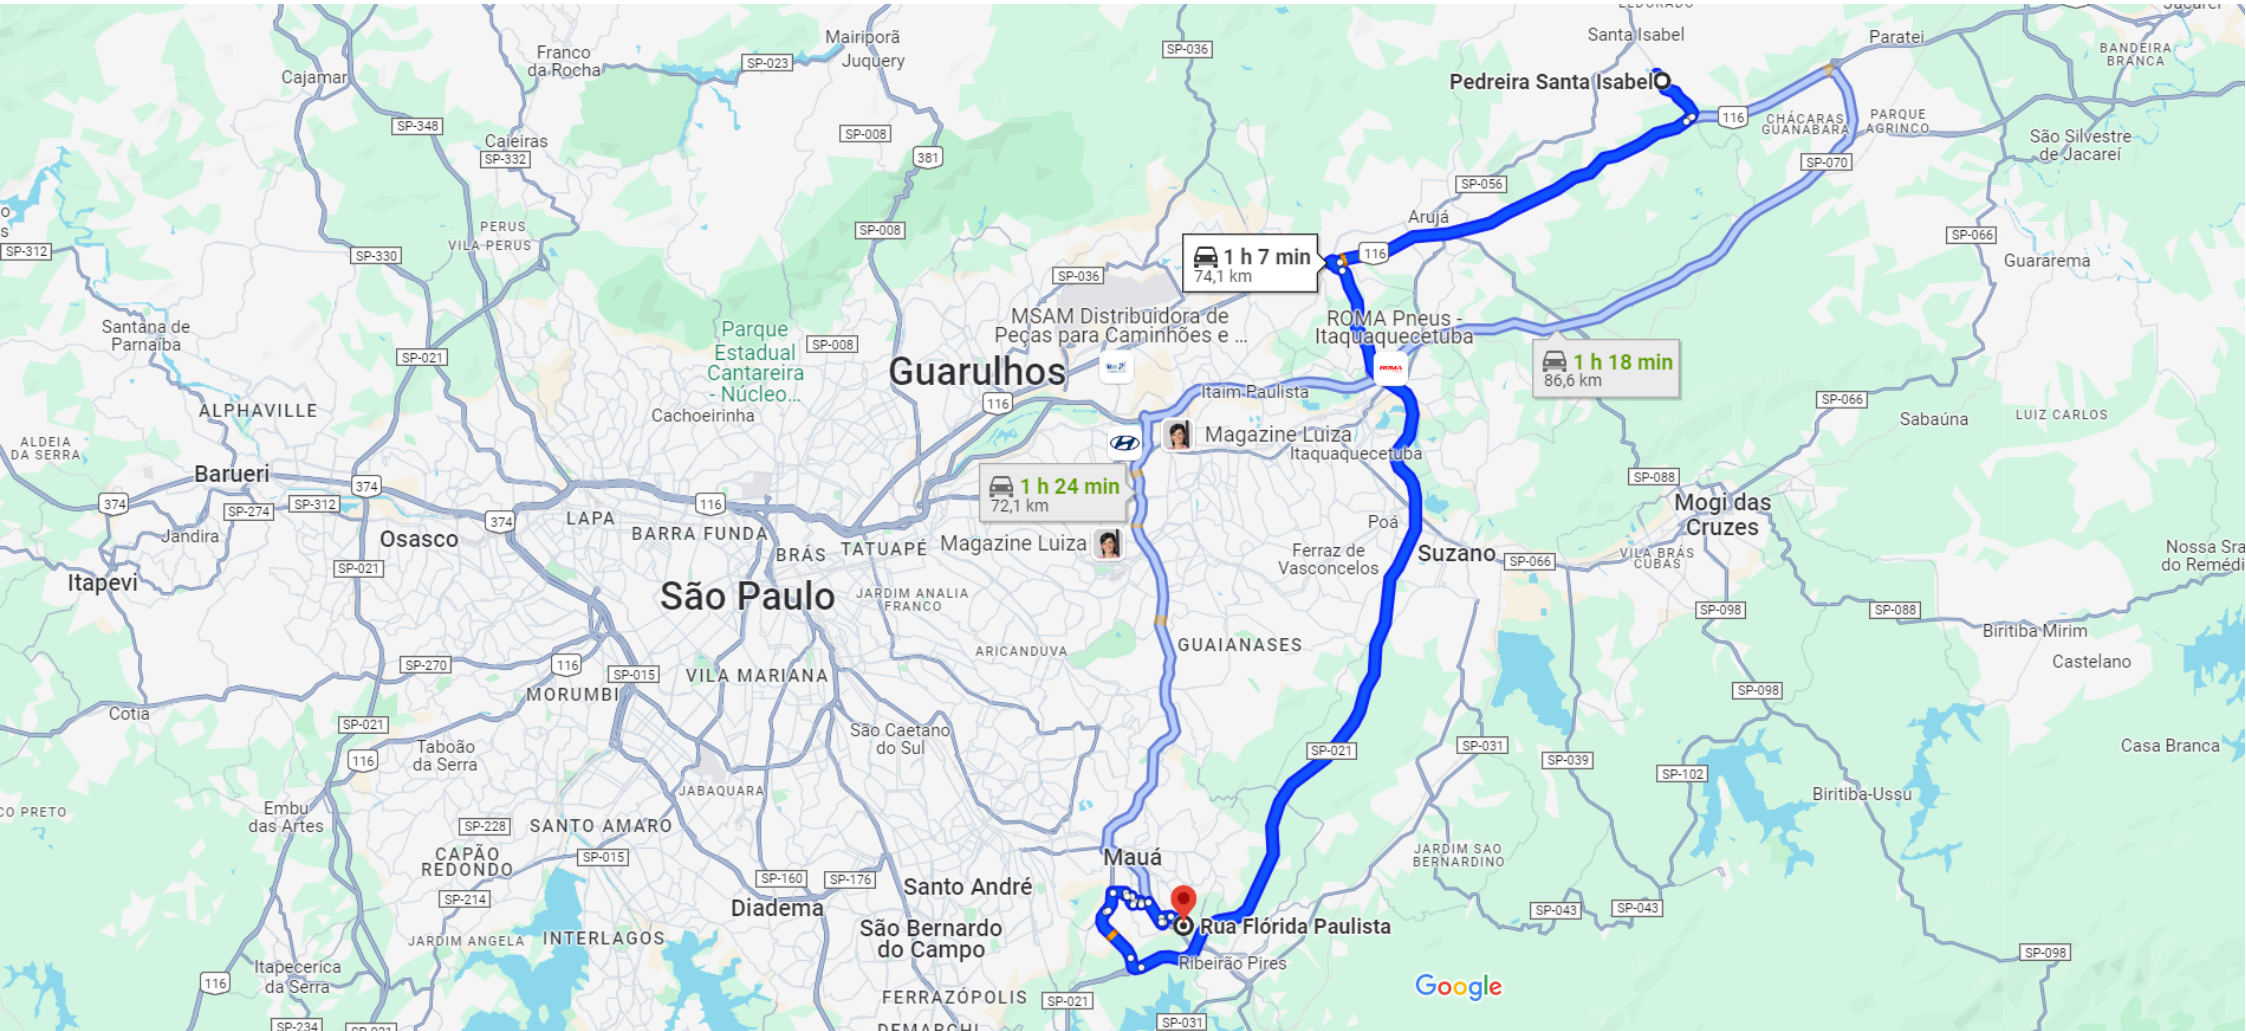 Mairiporã
Juquery
Franco
da Rocha
SP-023
SP-036
Santa Isabel
Paratei
BANDEIRA
BRANCA
Cajamar
Pedreira Santa Isabel
116
CHÁCARAS
GUANABARA
PARQUE
AGRINCO
SP-348
SP-008
Caieiras
SP-332
381
São Silvestre
de Jacareí
SP-070
SP-056
SP-312
PERUS
VILA PERUS
SP-008
Arujá
SP-330
SP-066
Guararema
116
1 h 7 min
74,1 km
SP-036
MSAM Distribuidora de
Peças para Caminhões e ...
ROMA Pneus -
Itaquaquecetuba
Santana de
Parnaíba
Parque
Estadual
Cantareira
- Núcleo...
SP-008
SP-021
Guarulhos
ROMA
1 h 18 min
86,6 km
ALPHAVILLE
Cachoeirinha
116
Itaim Paulista
SP-066
Sabaúna
LUIZ CARLOS
ALDEIA
DA SERRA
Magazine Luiza
Itaquaquecetuba
Barueri
374
374
SP-274
SP-312
374
116
1 h 24 min
72,1 km
SP-088
Mogi das
Cruzes
LAPA
BARRA FUNDA
Jandira
Osasco
BRÁS
TATUAPÉ
Magazine Luiza
Poá
Ferraz de
Vasconcelos
Suzano
SP-066
VILA BRÁS
CUBAS
Nossa Sra
do Remédi
SP-021
Itapevi
São Paulo
JARDIM ANALIA
FRANCO
SP-098
SP-088
Biritiba Mirim
Castelano
GUAIANASES
ARICANDUVA
SP-270
116
SP-015
VILA MARIANA
MORUMBI
SP-098
Cotia
SP-021
São Caetano
do Sul
116
Taboão
da Serra
SP-021
SP-031
SP-039
SP-102
Casa Branca
JABAQUARA
Biritiba-Ussu
CO PRETO
Embu
das Artes
SP-228
SANTO AMARO
CAPÃO
REDONDO
SP-015
Mauá
JARDIM SAO
BERNARDINO
SP-160
SP-176
Santo André
SP-214
Diadema
SP-043
SP-043
São Bernardo
do Campo
Rua Flórida Paulista
JARDIM ANGELA
INTERLAGOS
Ribeirão Pires
SP-098
Itapecerica
da Serra
116
Google
FERRAZÓPOLIS
SP-021
SP-031
SP-234